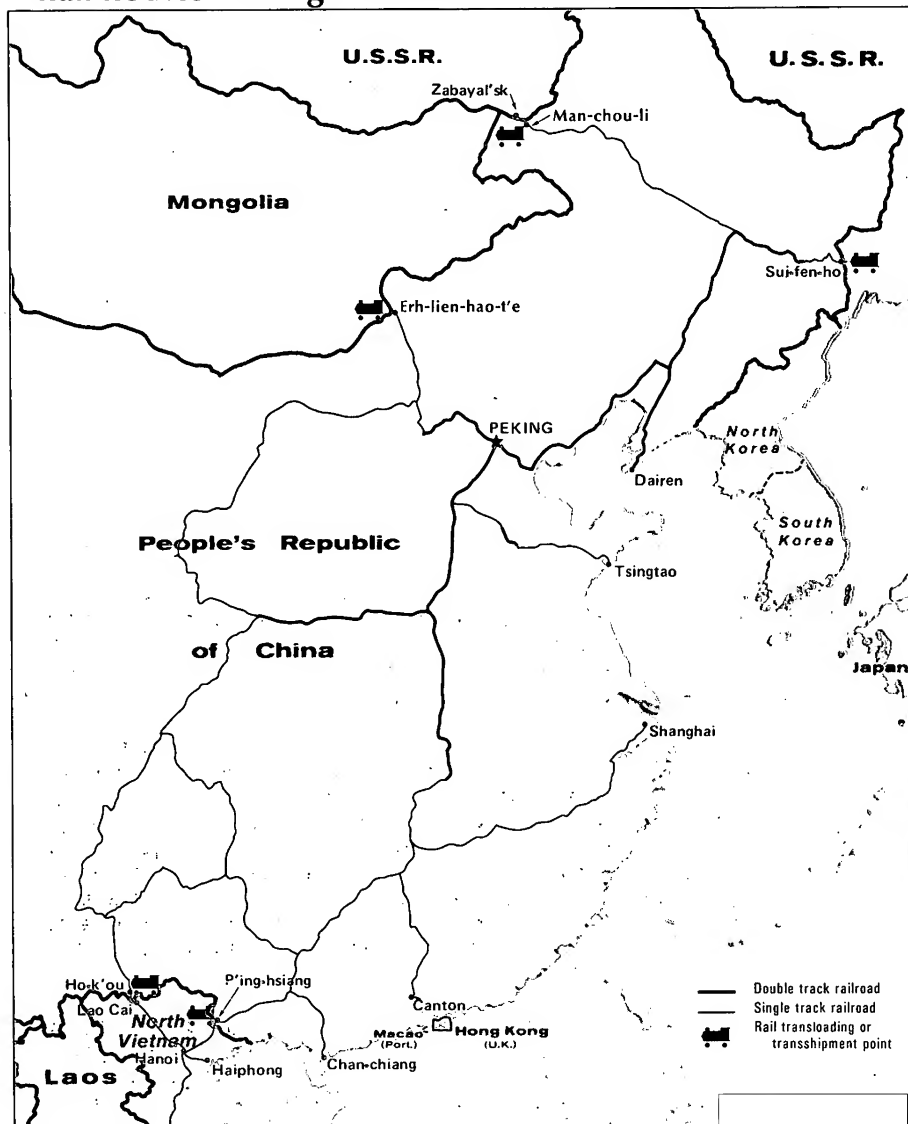 U.S.S.R.
U.S.S.R.
Zabayal'sk
Man-chou-li
Mongolia
Sui-fen-ho
Erh-lien-hao-t'e
PEKING
North
Korea
Dairen
South
Korea
People's Republic
Tsingtao
of China
Japan
Shanghai
Ho-k'ou
P'ing-hsiang
Lao Cai
North
Vietnam
Hanoi
Canton
Macao
(Port.)
Hong Kong
(U.K.)
Haiphong
Chan-chiang
Laos
Double track railroad
Single track railroad
Rail transloading or
transshipment point